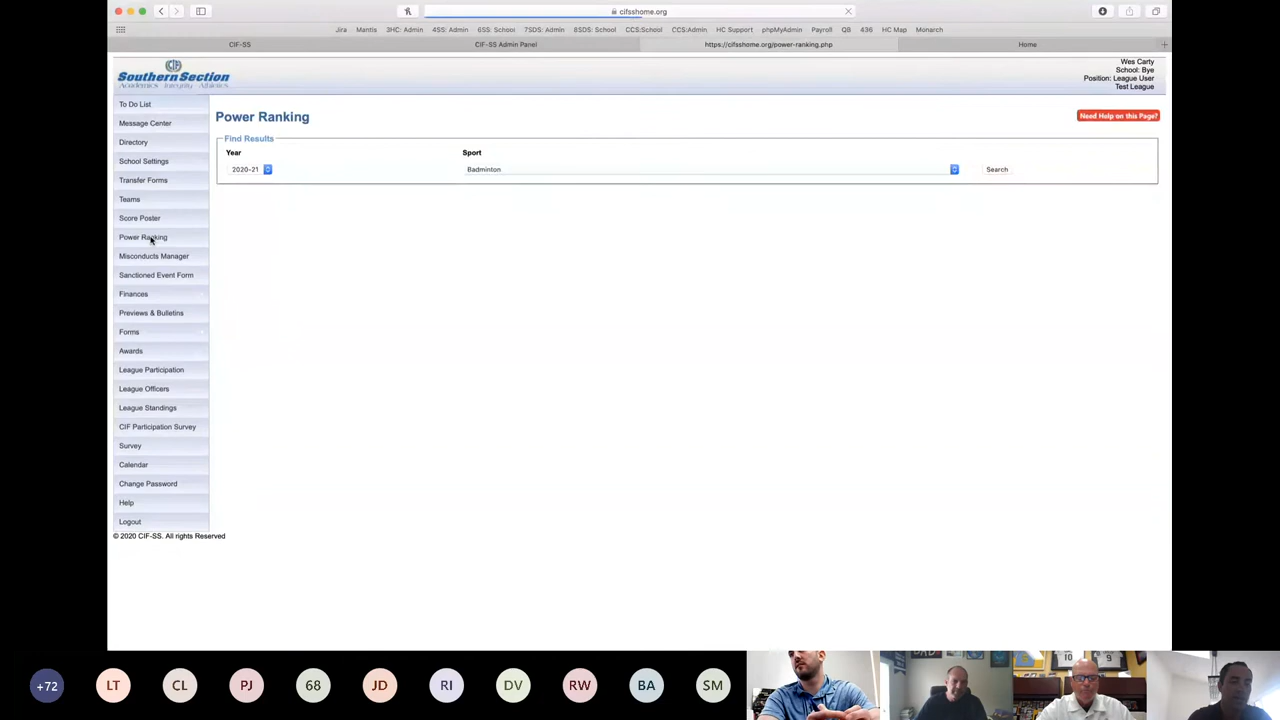 cifsshome.org
Jira Mantis 3HC: Admin 4SS: Admin 6SS: School 7SDS: Admin 8SDS: School CCS:School CCS:Admin HC Support phpMyAdmin Payroll QB 436 HC Map Monarch
CIF-SS CIF-SS Admin Panel https://cifsshome.org/power-ranking.php Home
Southern Section
Academics Integrity Athletics
Wes Carty
School: Bye
Position: League User
Test League
To Do List
Message Center
Directory
School Settings
Transfer Forms
Teams
Score Poster
Power Ranking
Misconducts Manager
Sanctioned Event Form
Finances
Previews & Bulletins
Forms
Awards
League Participation
League Officers
League Standings
CIF Participation Survey
Survey
Calendar
Change Password
Help
Logout
© 2020 CIF-SS. All rights Reserved
Power Ranking
Need Help on this Page?
Find Results
Year Sport
2020-21 Badminton Search
+72 LT CL PJ 68 JD RI DV RW BA SM
10 9